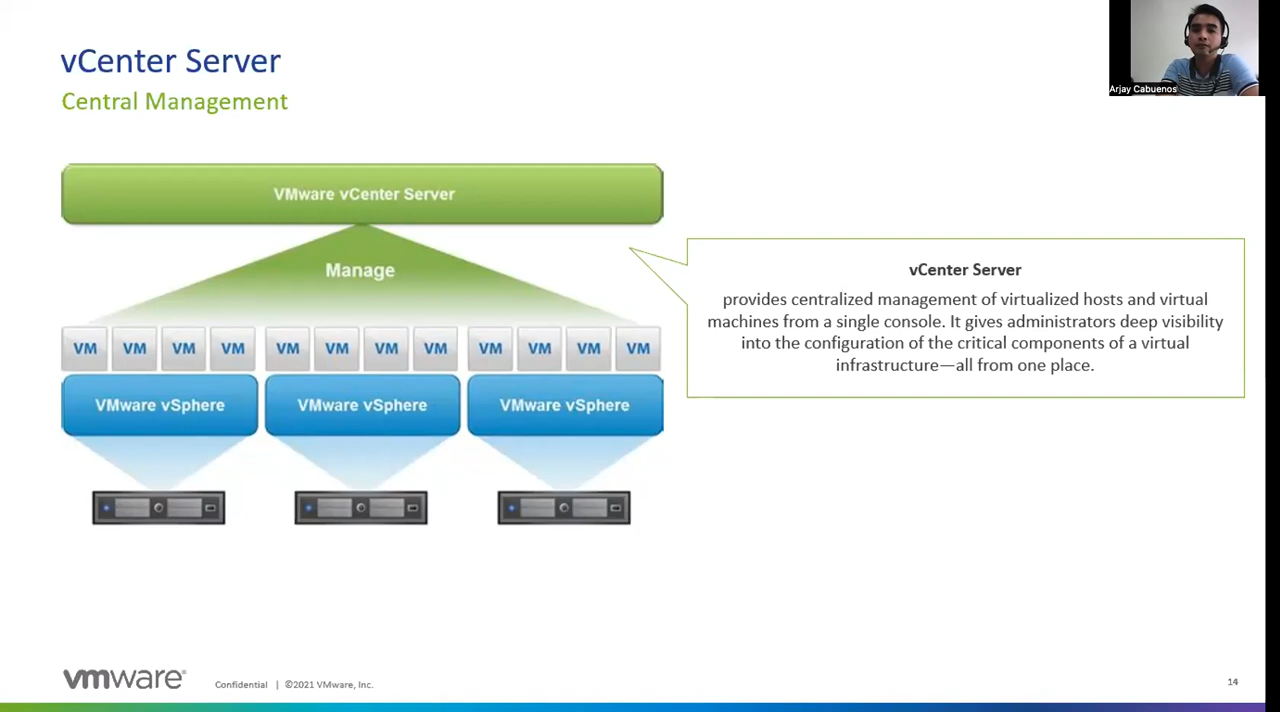 vCenter Server
Central Management
Arjay Cabuenos
VMware vCenter Server
Manage
VM VM VM VM VM VM VM VM VM VM VM VM
VMware vSphere VMware vSphere VMware vSphere
vCenter Server
provides centralized management of virtualized hosts and virtual
machines from a single console. It gives administrators deep visibility
into the configuration of the critical components of a virtual
infrastructure—all from one place.
vmware®
Confidential | ©2021 VMware, Inc.
14